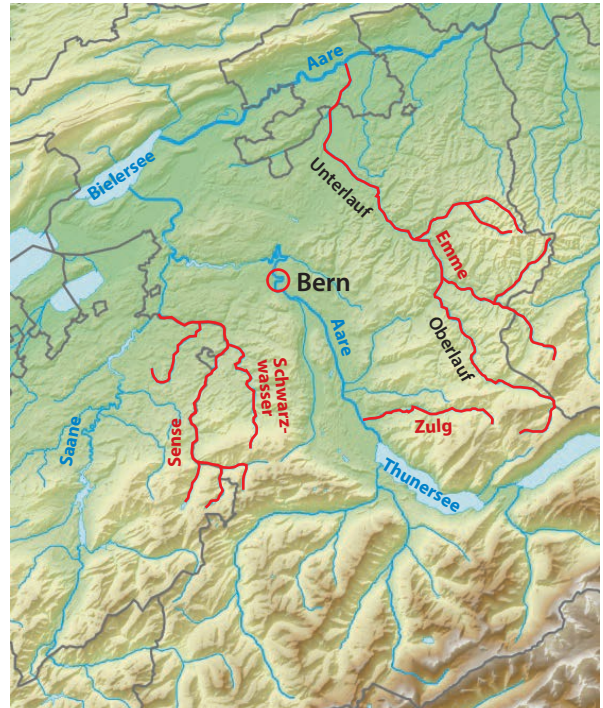 Aare
Bielersee
Unterlauf
Emme
Bern
Aare
Oberlauf
Schwarz-
wasser
Saane
Sense
Zulg
Thunersee